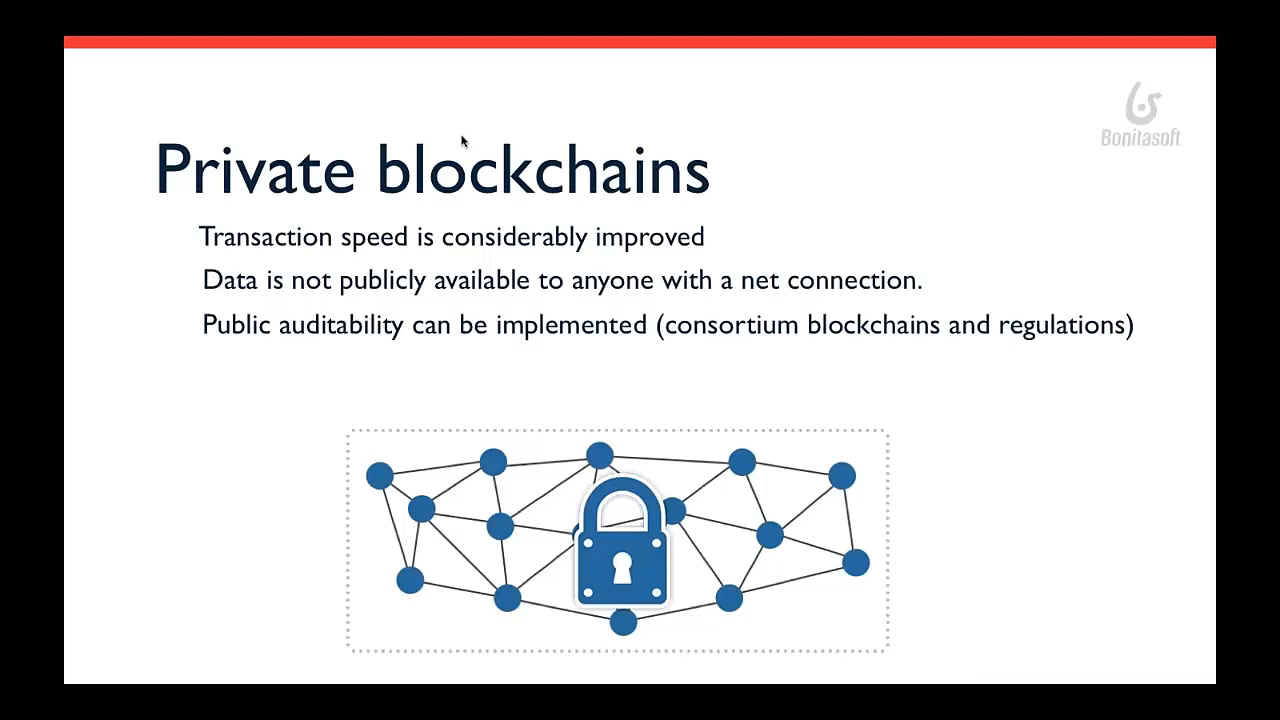 Bonitasoft
Private blockchains
Transaction speed is considerably improved
Data is not publicly available to anyone with a net connection.
Public auditability can be implemented (consortium blockchains and regulations)